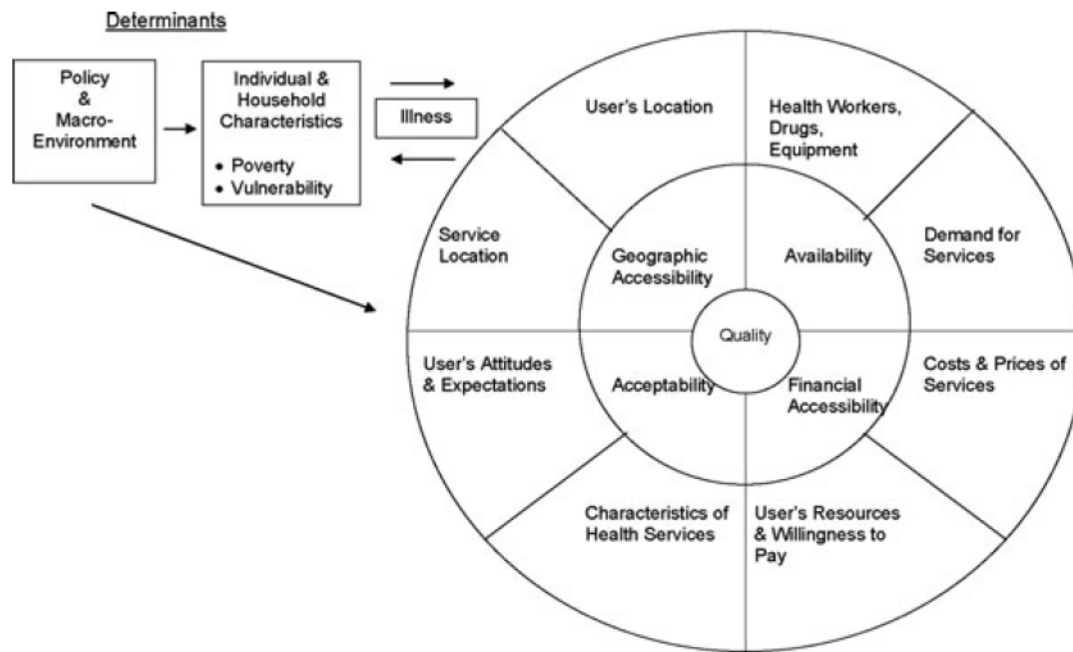 Determinants
Policy
&
Macro-
Environment
Individual &
Household
Characteristics
• Poverty
• Vulnerability
Illness
User's Location
Health Workers,
Drugs,
Equipment
Service
Location
Geographic
Accessibility
Availability
Demand for
Services
Quality
User's Attitudes
& Expectations
Acceptability
Financial
Accessibility
Costs & Prices of
Services
Characteristics of
Health Services
User's Resources
& Willingness to
Pay